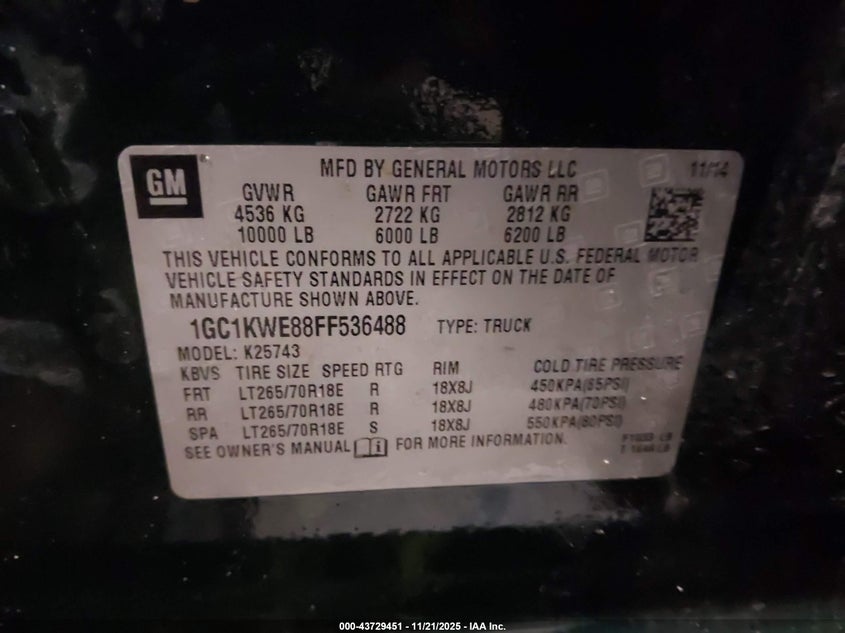 GM
MFD BY GENERAL MOTORS LLC 11/14
GVWR GAWR FRT GAWR RR
4536 KG 2722 KG 2812 KG
10000 LB 6000 LB 6200 LB
THIS VEHICLE CONFORMS TO ALL APPLICABLE U.S. FEDERAL MOTOR
VEHICLE SAFETY STANDARDS IN EFFECT ON THE DATE OF
MANUFACTURE SHOWN ABOVE.
1GC1KWE88FF536488 TYPE: TRUCK
MODEL: K25743
KBVS TIRE SIZE SPEED RTG RIM COLD TIRE PRESSURE
FRT LT265/70R18E R 18X8J 450KPA(65PSI)
RR LT265/70R18E R 18X8J 480KPA(70PSI)
SPA LT265/70R18E S 18X8J 550KPA(80PSI)
SEE OWNER'S MANUAL FOR MORE INFORMATION.
000-43729451 - 11/21/2025 - IAA Inc.